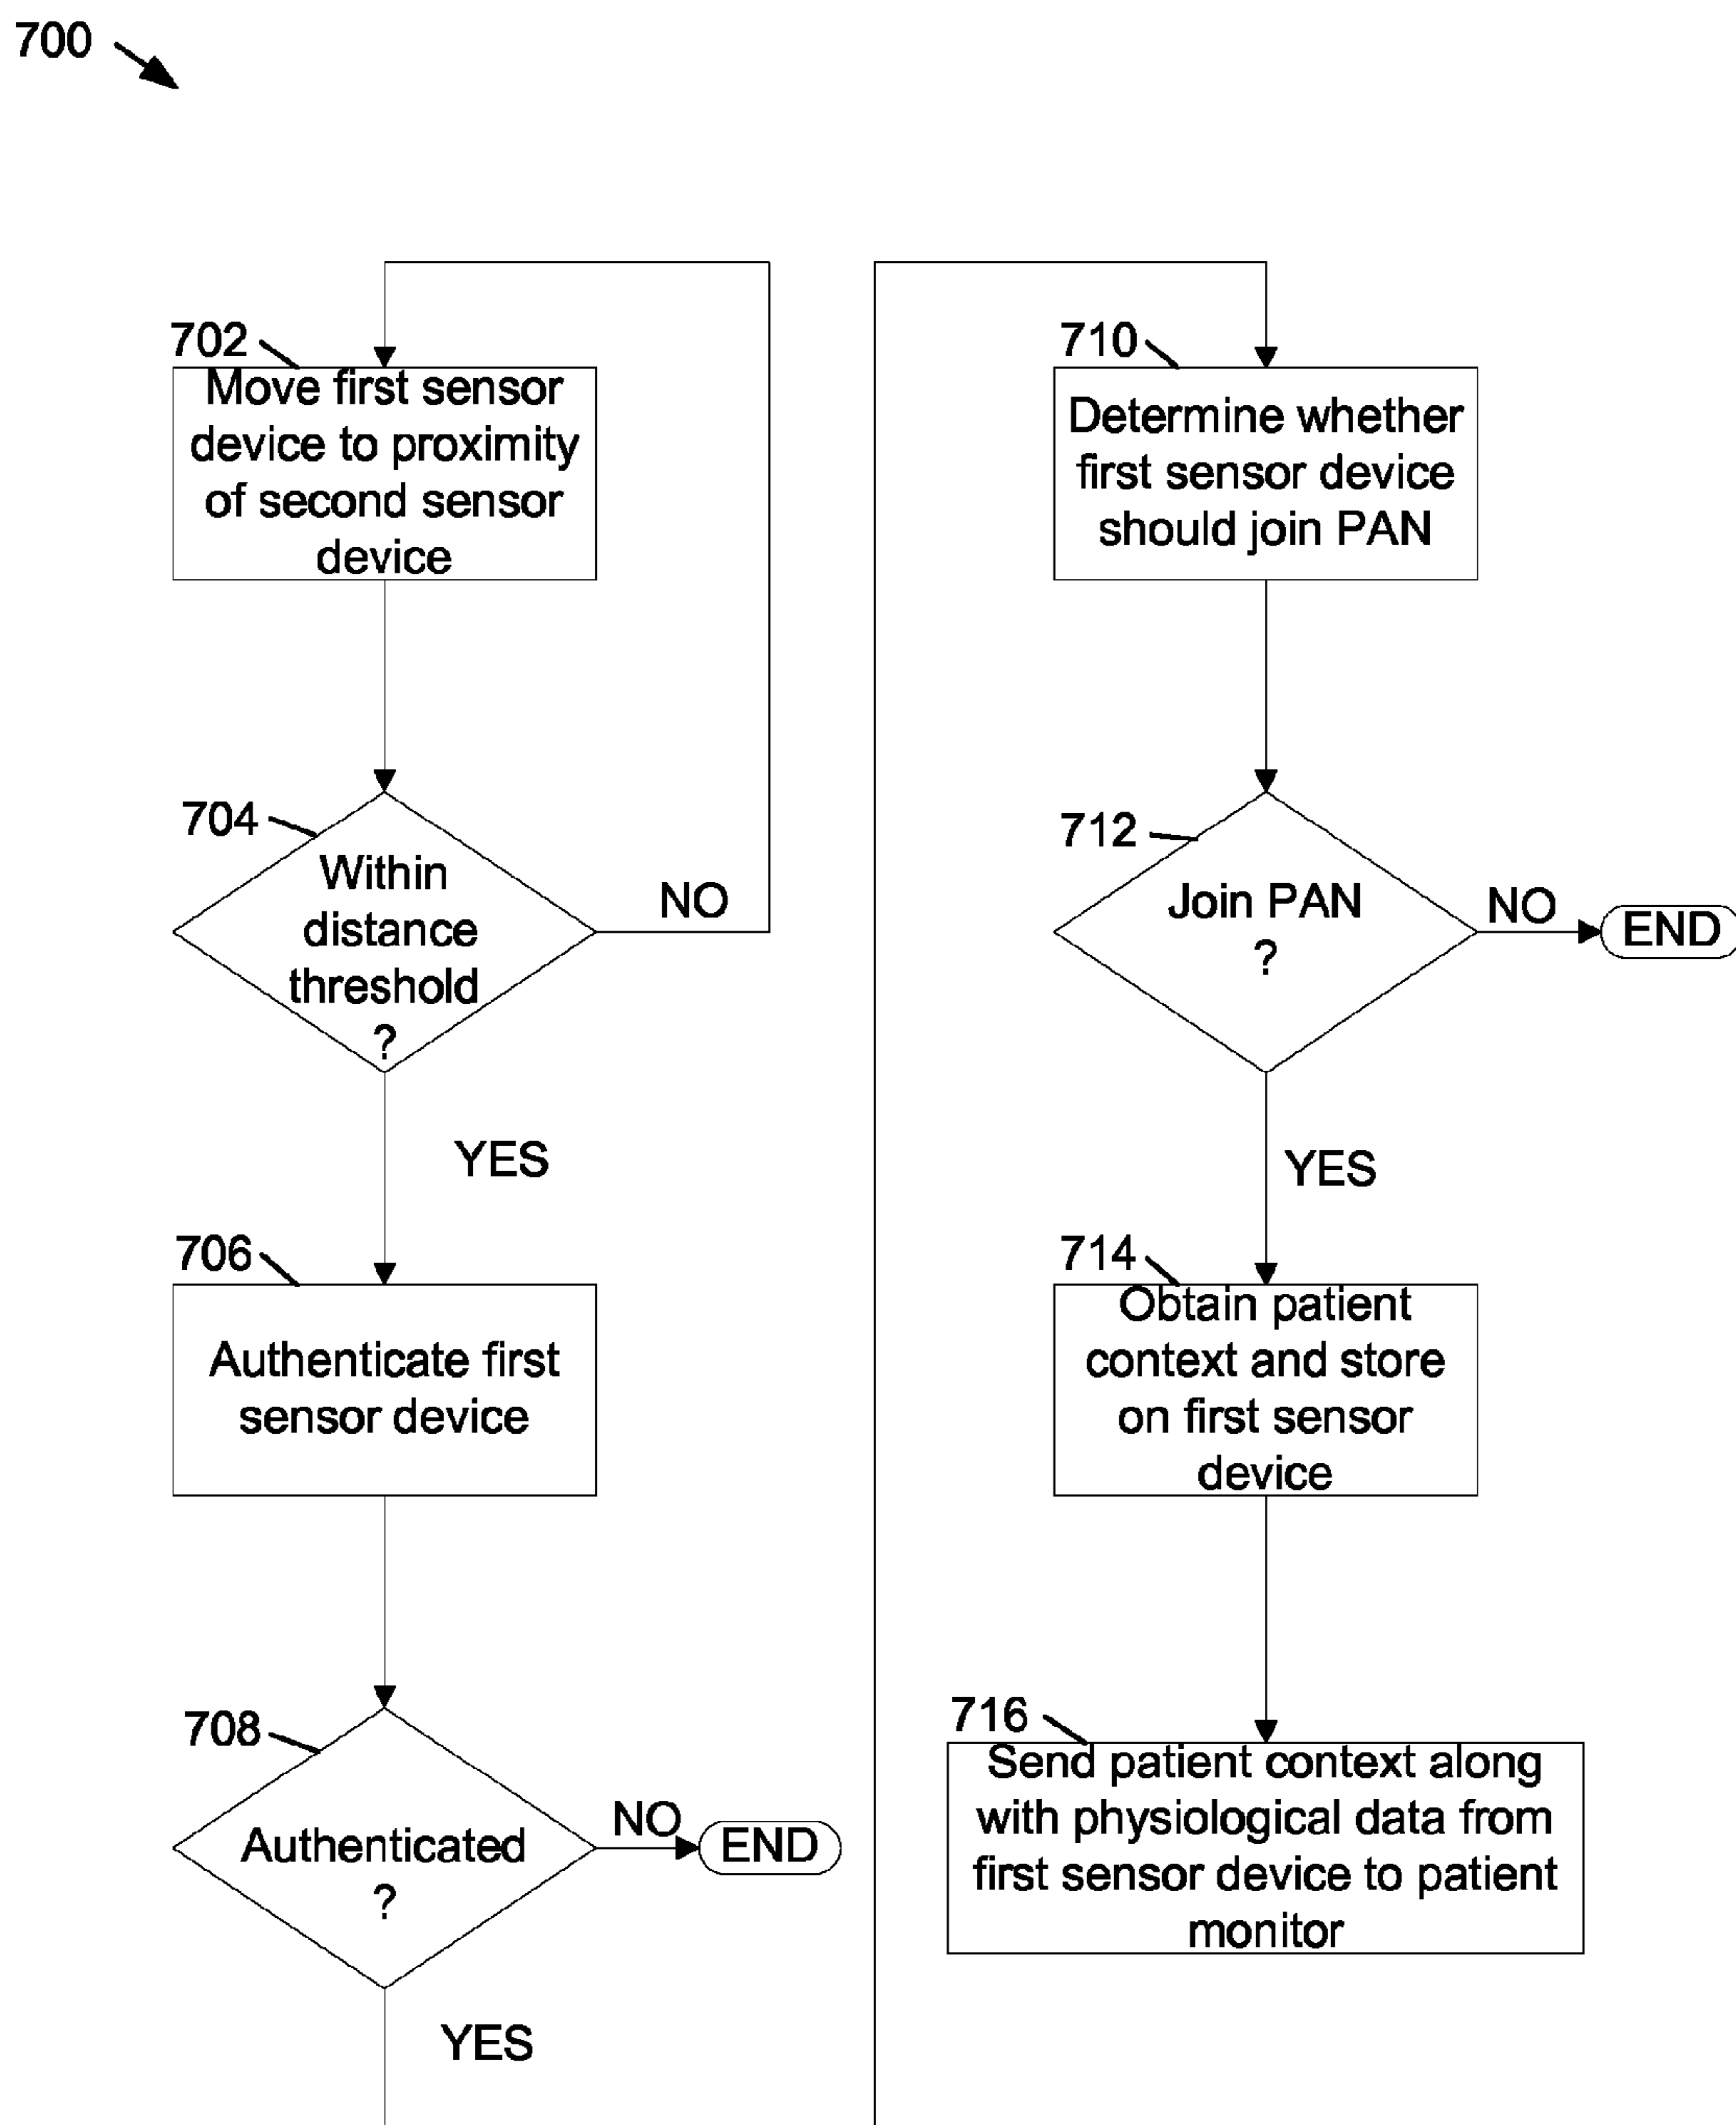 700
702
Move first sensor
device to proximity
of second sensor
device
704
Within
distance
threshold
?
NO
YES
706
Authenticate first
sensor device
708
Authenticated
?
NO
END
YES
710
Determine whether
first sensor device
should join PAN
712
Join PAN
?
NO
END
YES
714
Obtain patient
context and store
on first sensor
device
716
Send patient context along
with physiological data from
first sensor device to patient
monitor